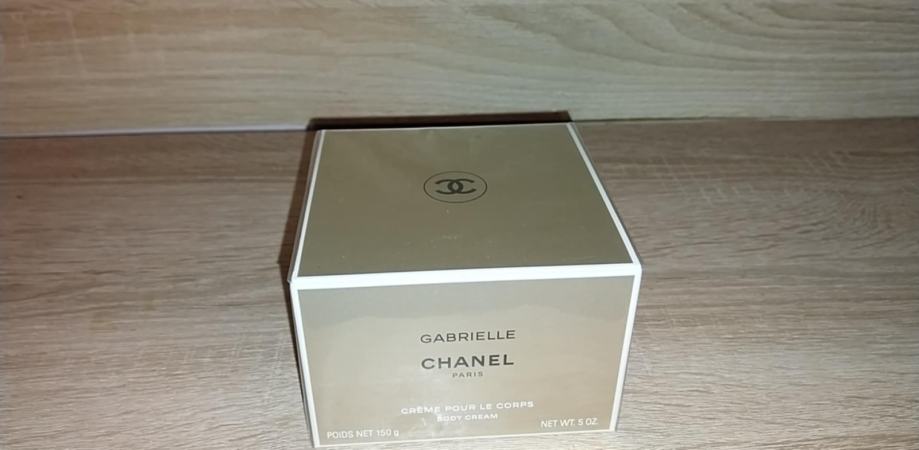 GABRIELLE
CHANEL
PARIS
CRÈME POUR LE CORPS
BODY CREAM
POIDS NET 150 g
NET WT. 5 OZ.